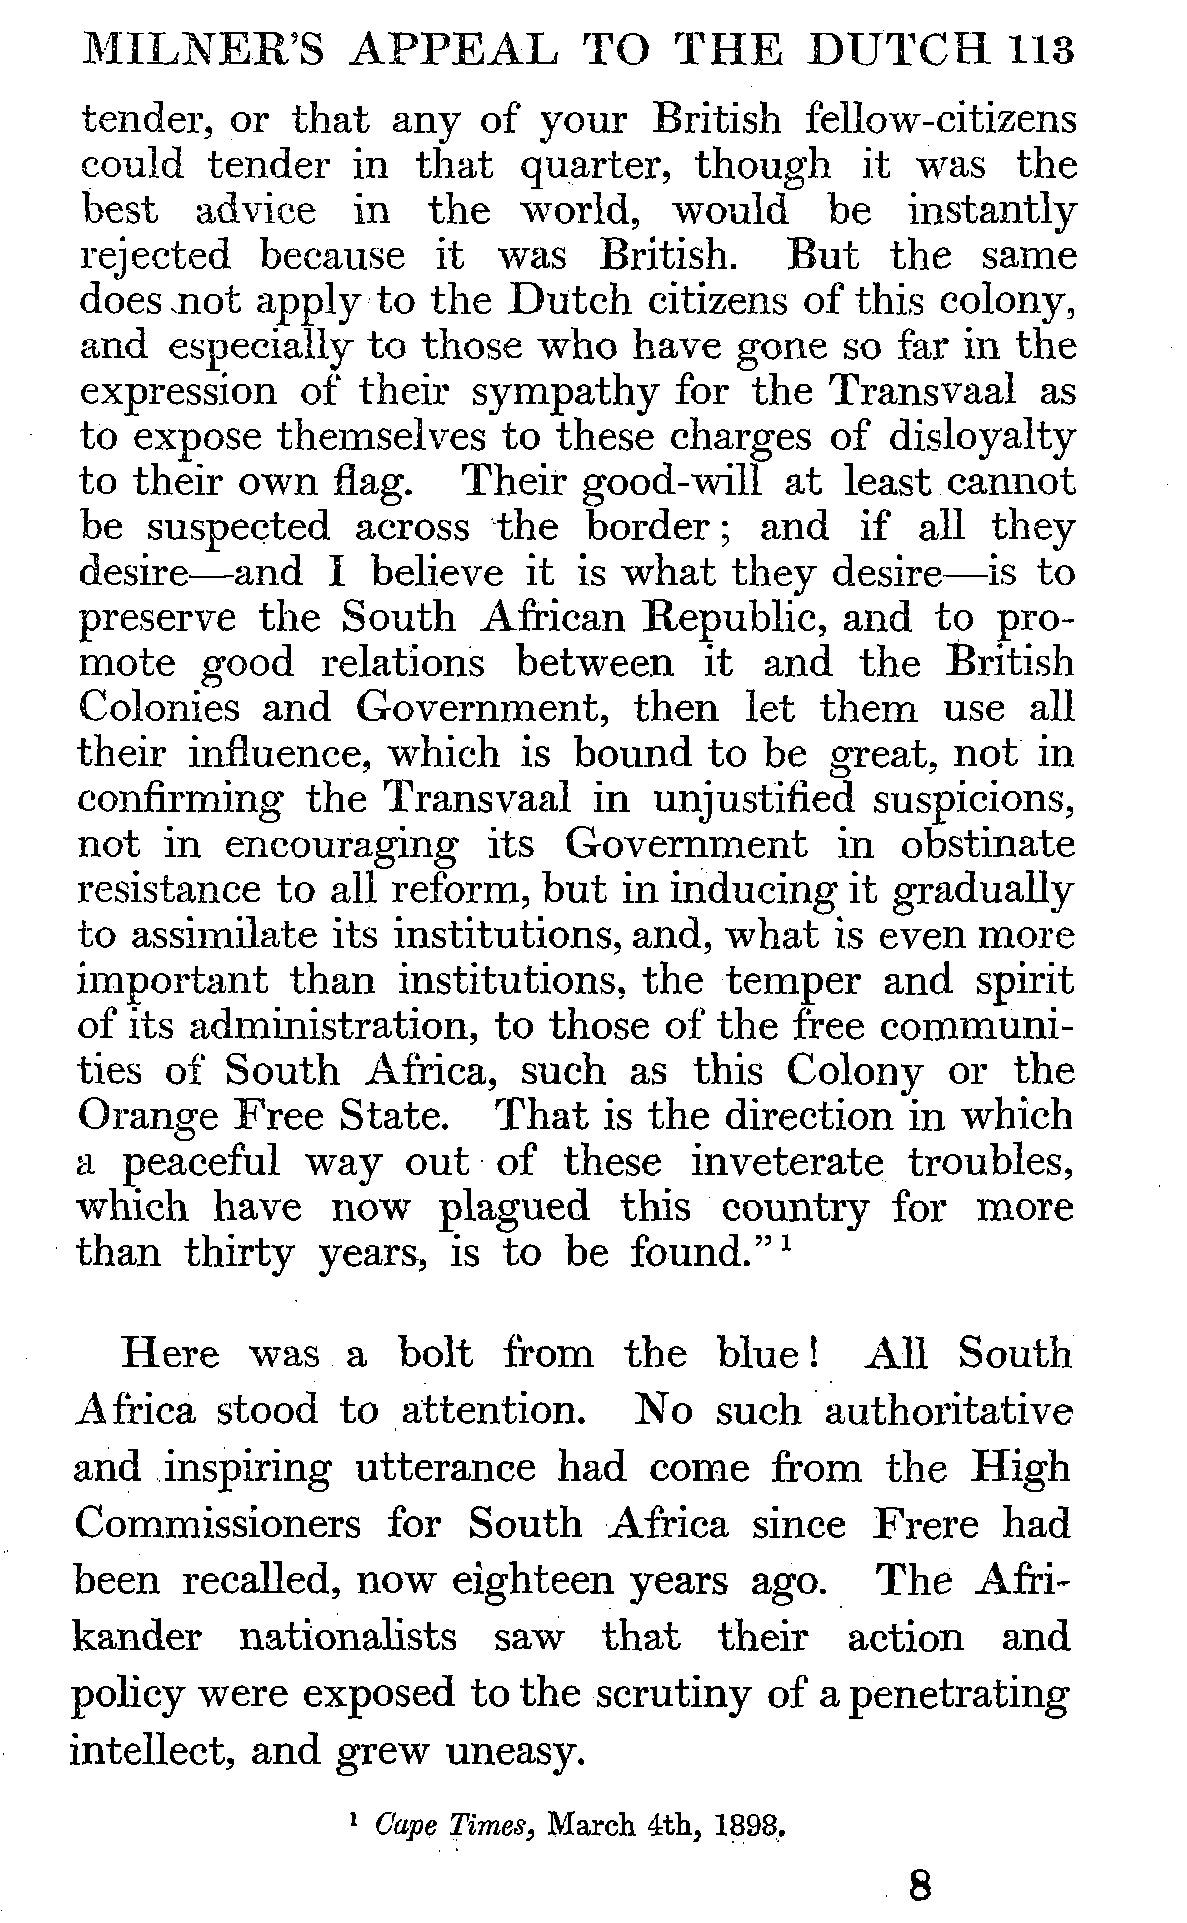 MILNER'S APPEAL TO THE DUTCH 113
tender, or that any of your British fellow-citizens
could tender in that quarter, though it was the
best advice in the world, would be instantly
rejected because it was British. But the same
does not apply to the Dutch citizens of this colony,
and especially to those who have gone so far in the
expression of their sympathy for the Transvaal as
to expose themselves to these charges of disloyalty
to their own flag. Their good-will at least cannot
be suspected across the border; and if all they
desire—and I believe it is what they desire—is to
preserve the South African Republic, and to pro-
mote good relations between it and the British
Colonies and Government, then let them use all
their influence, which is bound to be great, not in
confirming the Transvaal in unjustified suspicions,
not in encouraging its Government in obstinate
resistance to all reform, but in inducing it gradually
to assimilate its institutions, and, what is even more
important than institutions, the temper and spirit
of its administration, to those of the free communi-
ties of South Africa, such as this Colony or the
Orange Free State. That is the direction in which
a peaceful way out of these inveterate troubles,
which have now plagued this country for more
than thirty years, is to be found." 1
Here was a bolt from the blue! All South
Africa stood to attention. No such authoritative
and inspiring utterance had come from the High
Commissioners for South Africa since Frere had
been recalled, now eighteen years ago. The Afri-
kander nationalists saw that their action and
policy were exposed to the scrutiny of a penetrating
intellect, and grew uneasy.
1 Cape Times, March 4th, 1898.
8